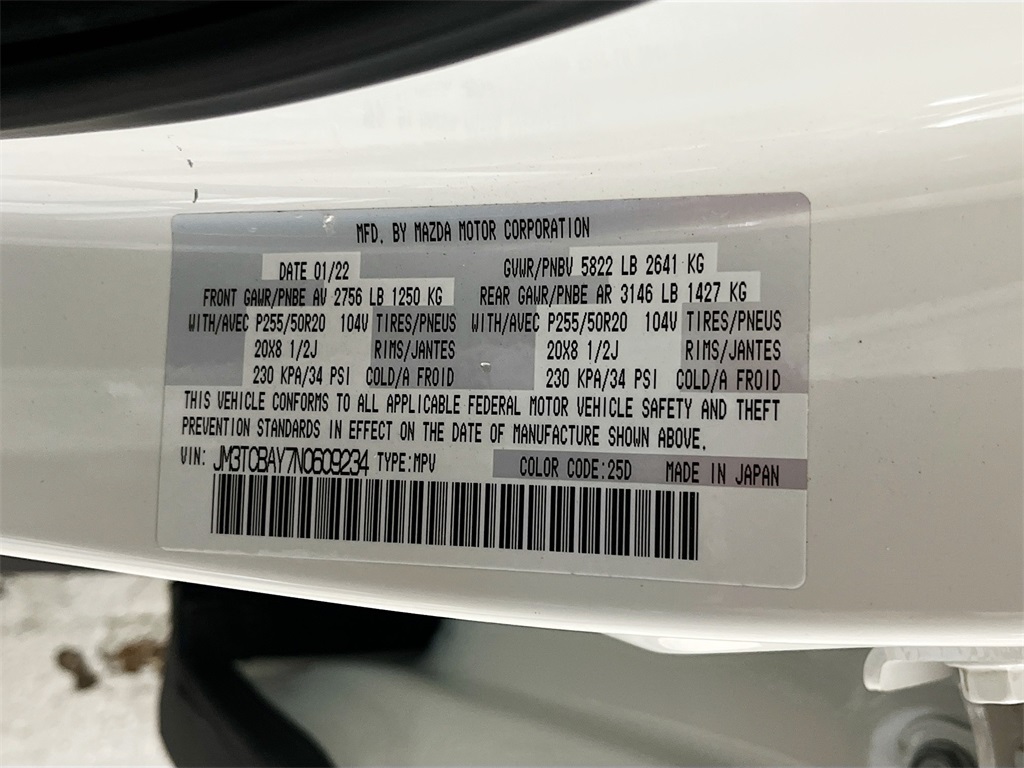 MFD. BY MAZDA MOTOR CORPORATION
DATE 01/22 GVWR/PNBV 5822 LB 2641 KG
FRONT GAWR/PNBE AV 2756 LB 1250 KG REAR GAWR/PNBE AR 3146 LB 1427 KG
WITH/AVEC P255/50R20 104V TIRES/PNEUS WITH/AVEC P255/50R20 104V TIRES/PNEUS
20X8 1/2J RIMS/JANTES 20X8 1/2J RIMS/JANTES
230 KPA/34 PSI COLD/A FROID 230 KPA/34 PSI COLD/A FROID
THIS VEHICLE CONFORMS TO ALL APPLICABLE FEDERAL MOTOR VEHICLE SAFETY AND THEFT
PREVENTION STANDARDS IN EFFECT ON THE DATE OF MANUFACTURE SHOWN ABOVE.
VIN: JM3TCBAY7N0609234 TYPE:MPV COLOR CODE:25D MADE IN JAPAN